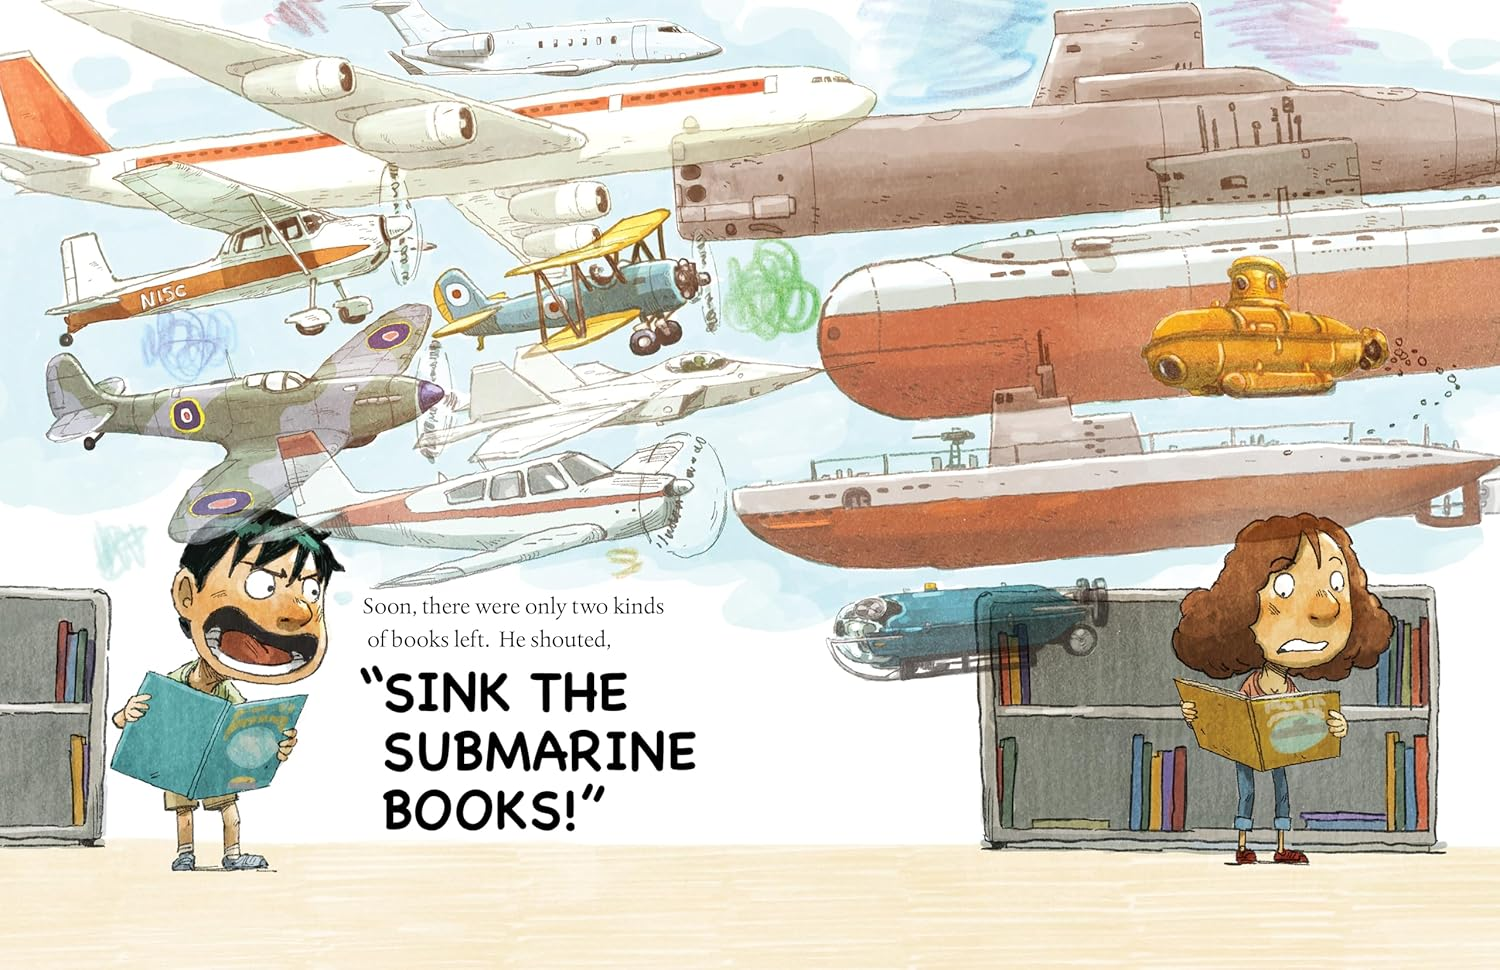 N15C
Soon, there were only two kinds
of books left. He shouted,
“SINK THE
SUBMARINE
BOOKS!”